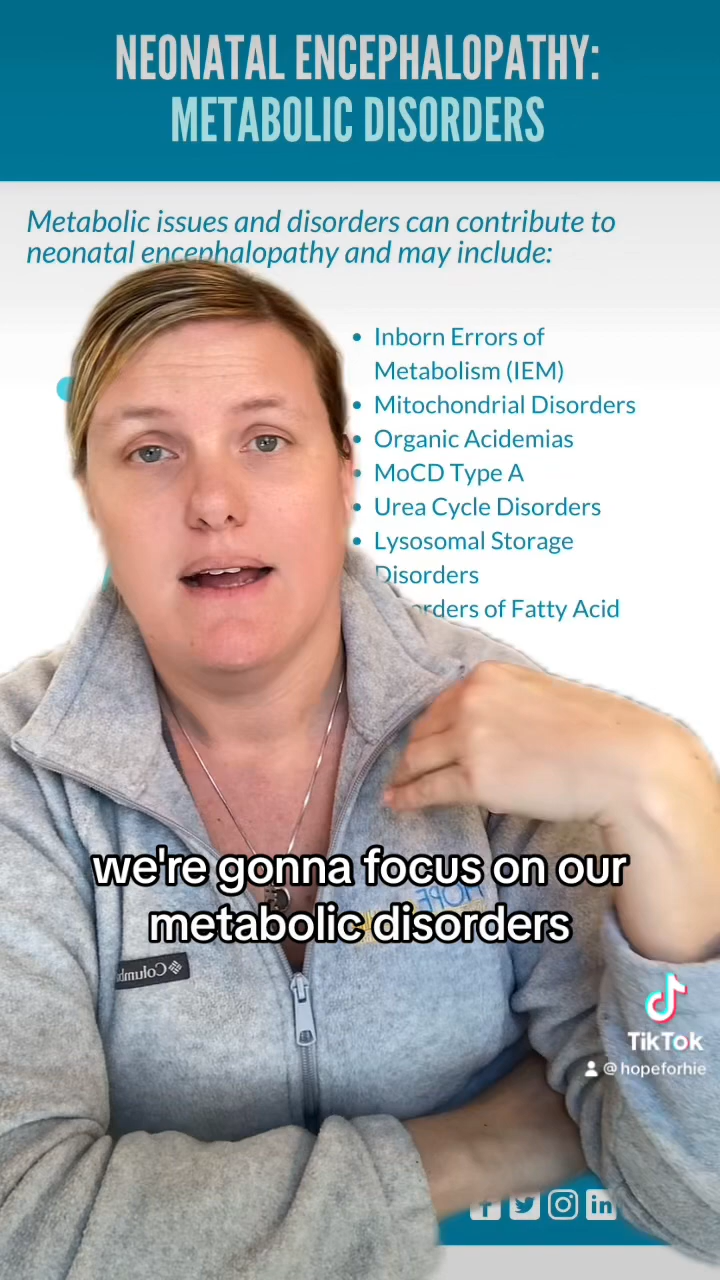 NEONATAL ENCEPHALOPATHY:
METABOLIC DISORDERS
Metabolic issues and disorders can contribute to
neonatal encephalopathy and may include:
• Inborn Errors of
Metabolism (IEM)
• Mitochondrial Disorders
• Organic Acidemias
• MoCD Type A
• Urea Cycle Disorders
• Lysosomal Storage
Disorders
of Fatty Acid
we're gonna focus on our
metabolic disorders
HOPE
TikTok
@hopeforhie